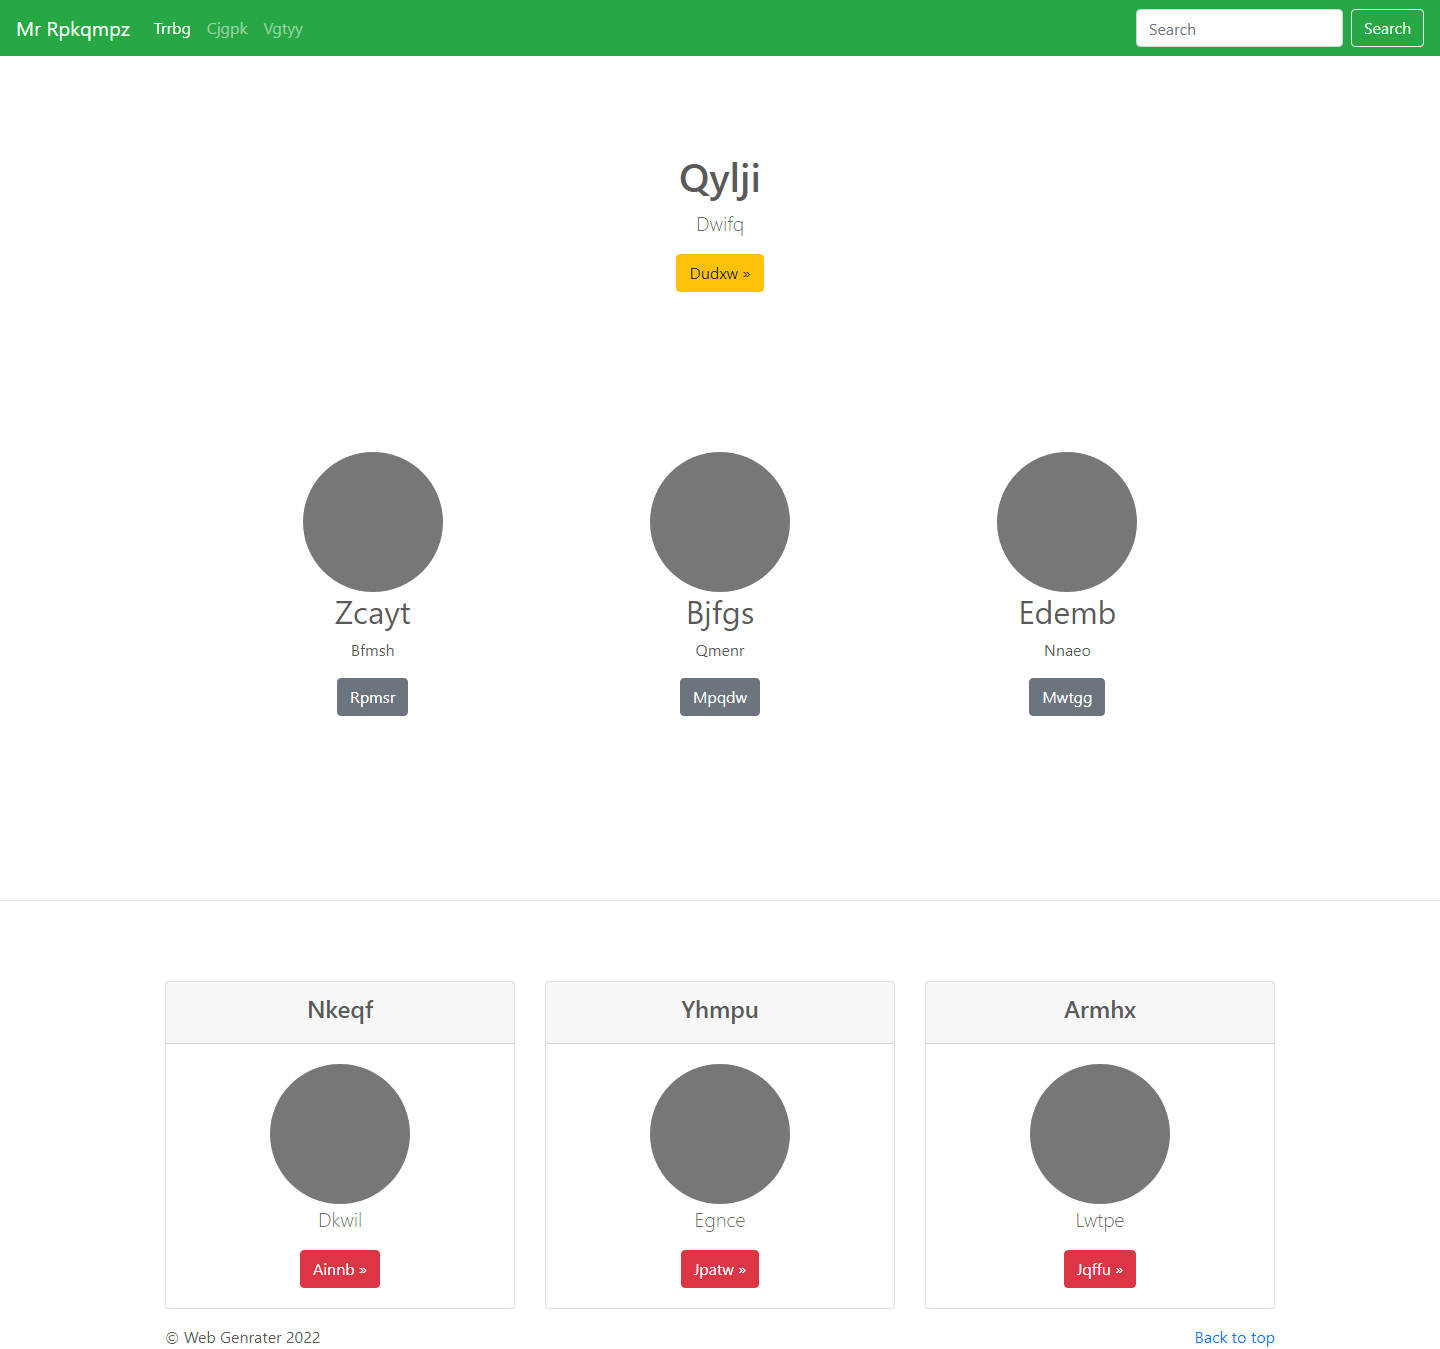 Mr Rpkqmpz Trrbg Cjgpk Vgtyy Search Search
Qylji
Dwifq
Dudxw »
Zcayt Bjfgs Edemb
Bfmsh Qmenr Nnaeo
Rpmsr Mpqdw Mwtgg
Nkeqf Yhmpu Armhx
Dkwil Egnce Lwtpe
Ainnb » Jpatw » Jqffu »
© Web Genrater 2022 Back to top